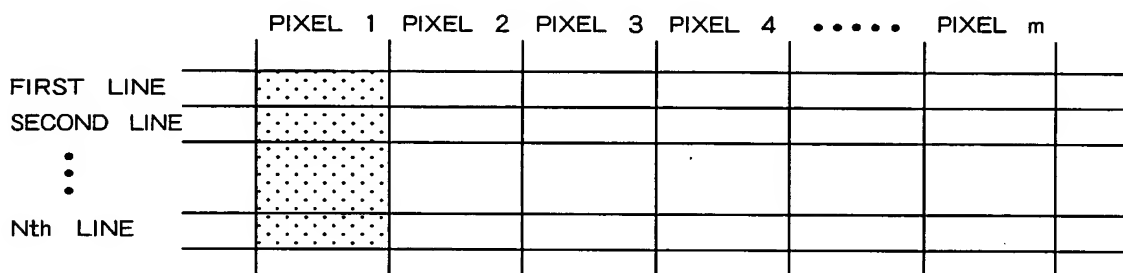 PIXEL 1 PIXEL 2 PIXEL 3 PIXEL 4 ••••• PIXEL m
FIRST LINE
SECOND LINE
•
•
•
Nth LINE